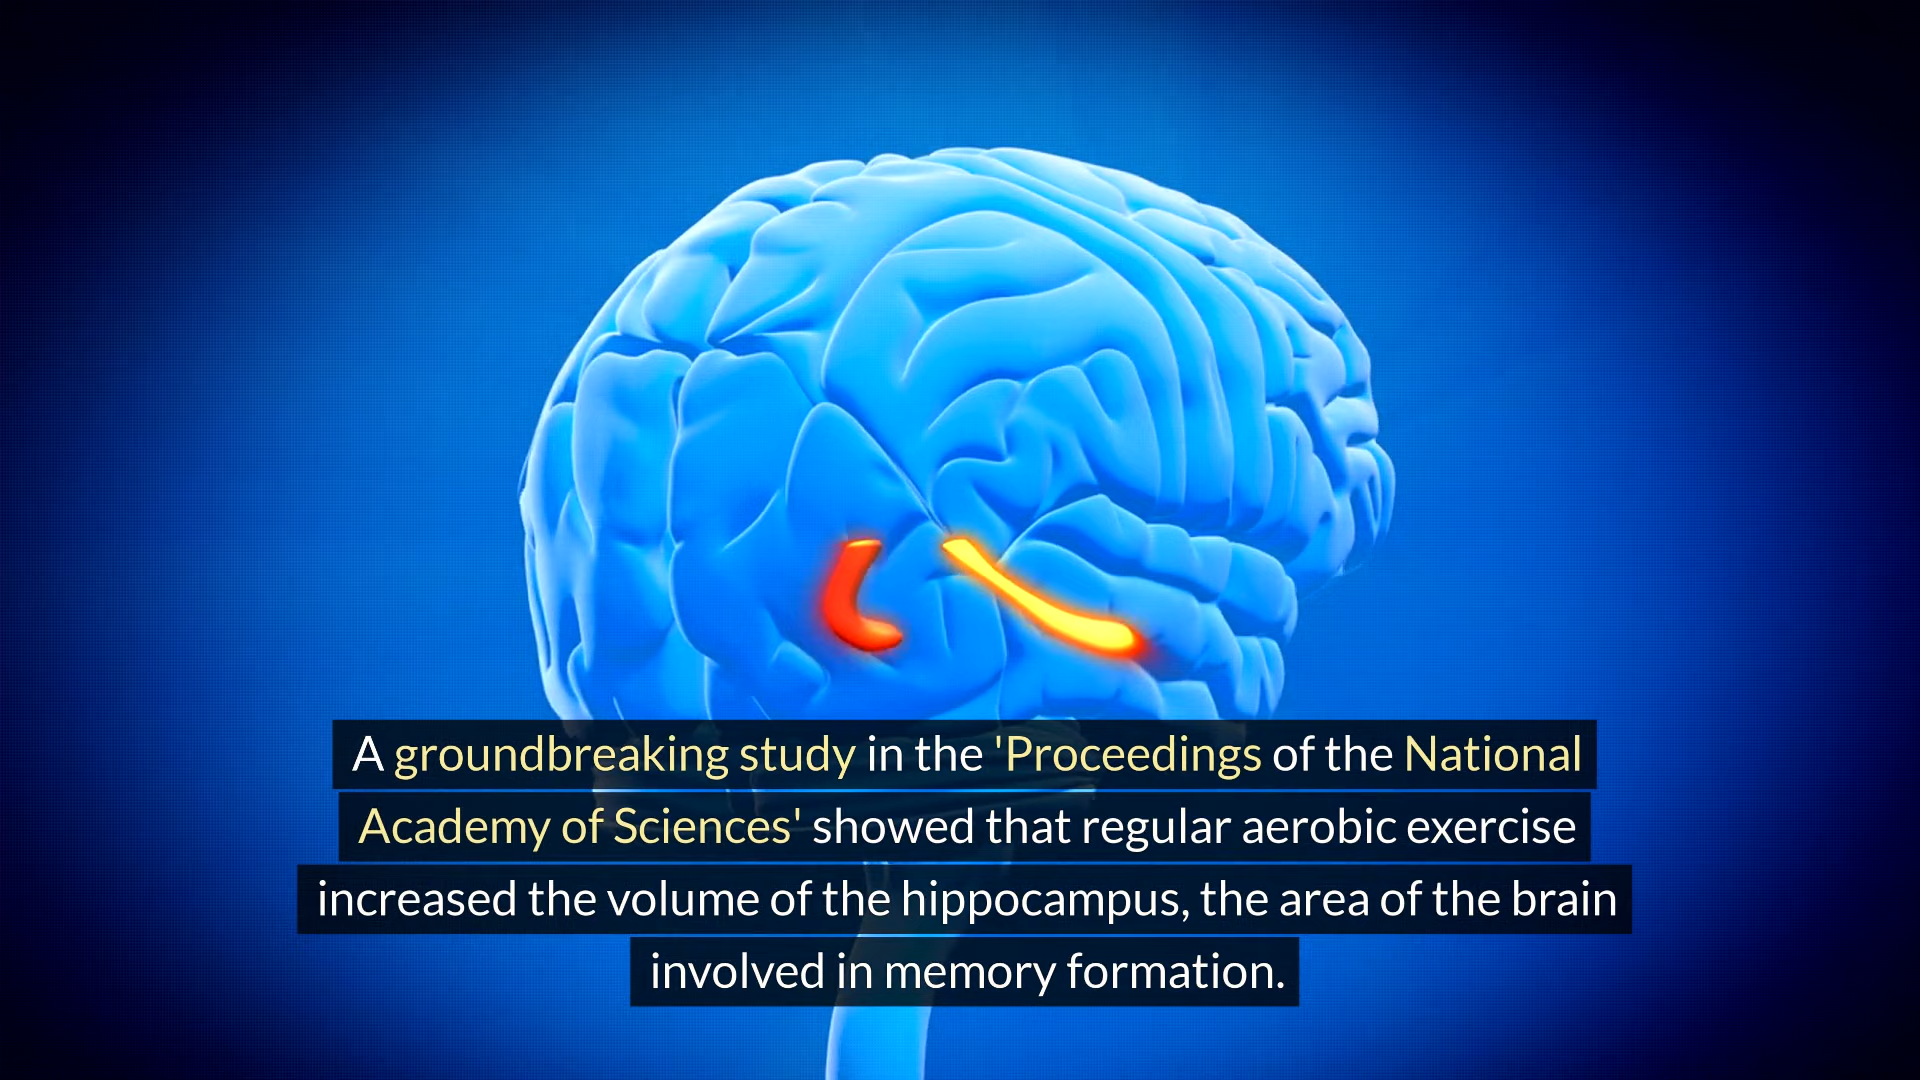 A groundbreaking study in the 'Proceedings of the National
Academy of Sciences' showed that regular aerobic exercise
increased the volume of the hippocampus, the area of the brain
involved in memory formation.